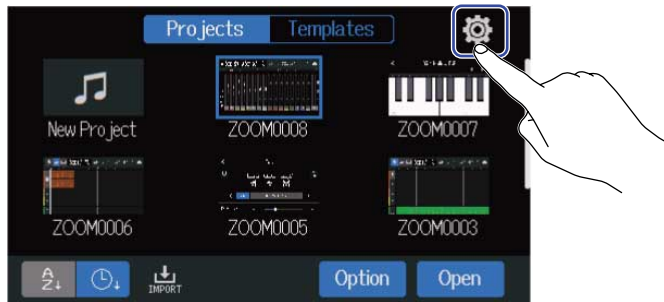 Projects Templates
New Project ZOOM0008 ZOOM0007
ZOOM0006 ZOOM0005 ZOOM0003
A Z↓ IMPORT Option Open